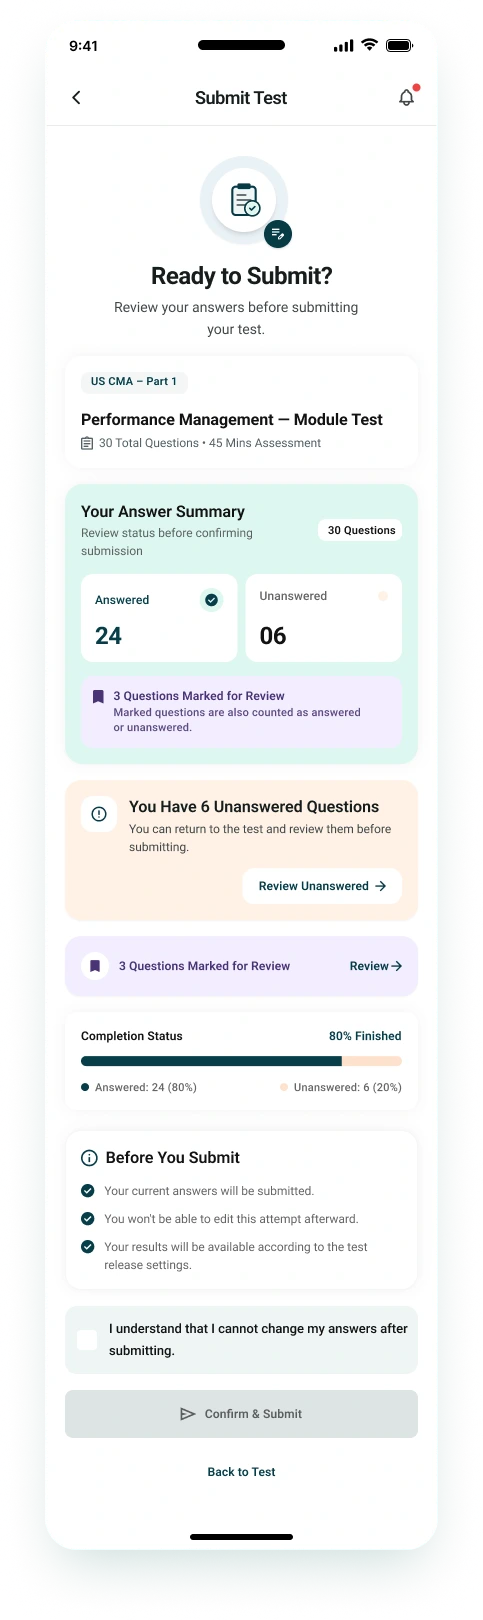 9:41
Submit Test
Ready to Submit?
Review your answers before submitting
your test.
US CMA – Part 1
Performance Management — Module Test
30 Total Questions • 45 Mins Assessment
Your Answer Summary
Review status before confirming
submission
30 Questions
Answered
24
Unanswered
06
3 Questions Marked for Review
Marked questions are also counted as answered
or unanswered.
You Have 6 Unanswered Questions
You can return to the test and review them before
submitting.
Review Unanswered →
3 Questions Marked for Review
Review →
Completion Status
80% Finished
Answered: 24 (80%)
Unanswered: 6 (20%)
Before You Submit
Your current answers will be submitted.
You won't be able to edit this attempt afterward.
Your results will be available according to the test
release settings.
I understand that I cannot change my answers after
submitting.
Confirm & Submit
Back to Test